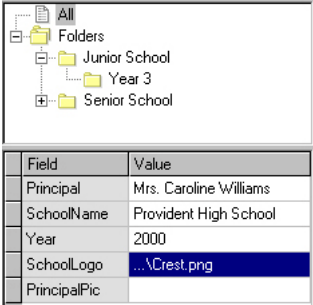 All
Folders
Junior School
Year 3
Senior School
Field Value
Principal Mrs. Caroline Williams
SchoolName Provident High School
Year 2000
SchoolLogo ...\Crest.png
PrincipalPic